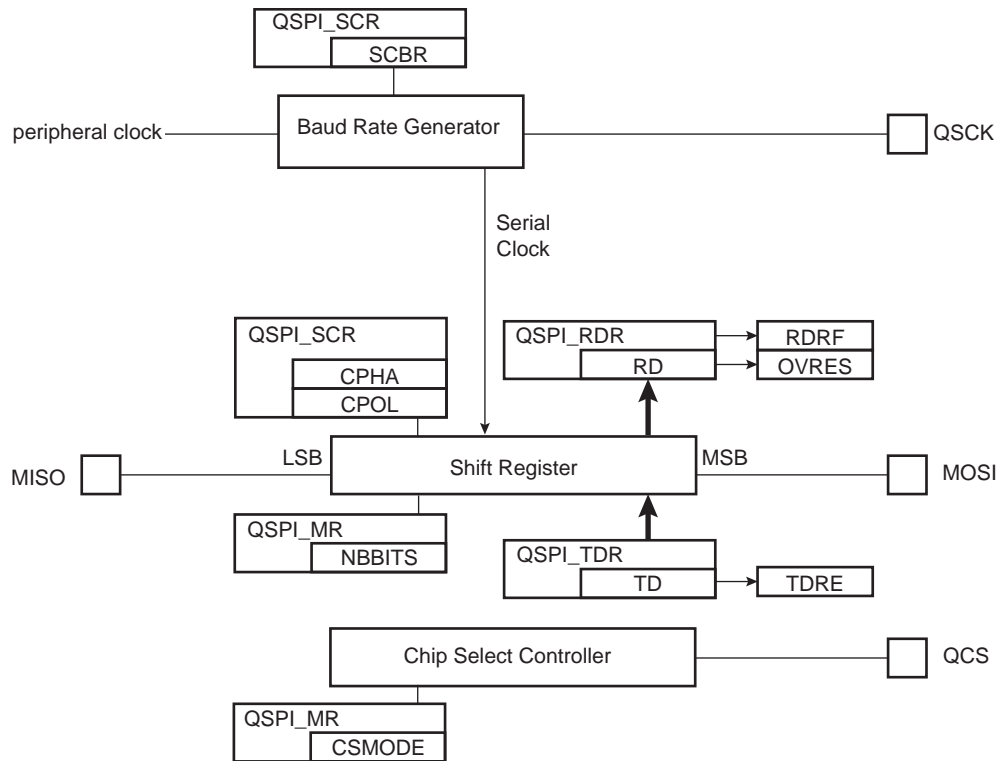 QSPI_SCR
SCBR
peripheral clock
Baud Rate Generator
QSCK
Serial
Clock
QSPI_SCR
CPHA
CPOL
QSPI_RDR
RD
RDRF
OVRES
MISO
LSB
Shift Register
MSB
MOSI
QSPI_MR
NBBITS
QSPI_TDR
TD
TDRE
Chip Select Controller
QCS
QSPI_MR
CSMODE